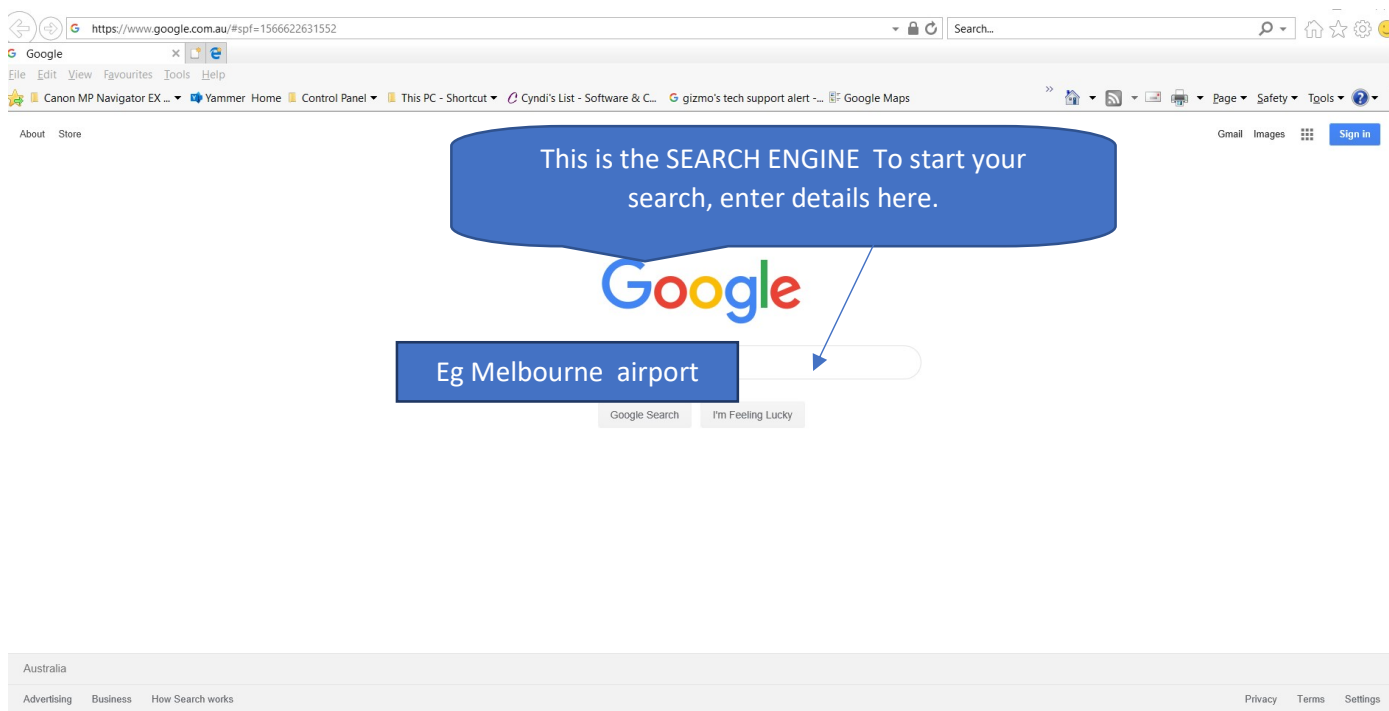 https://www.google.com.au/#spf=1566622631552 Search...
Google
File Edit View Favourites Tools Help
Canon MP Navigator EX ... Yammer Home Control Panel This PC - Shortcut Cyndi's List - Software & C... gizmo's tech support alert -... Google Maps » Page Safety Tools
About Store Gmail Images Sign in
This is the SEARCH ENGINE To start your
search, enter details here.
Google
Eg Melbourne airport
Google Search I'm Feeling Lucky
Australia
Advertising Business How Search works Privacy Terms Settings